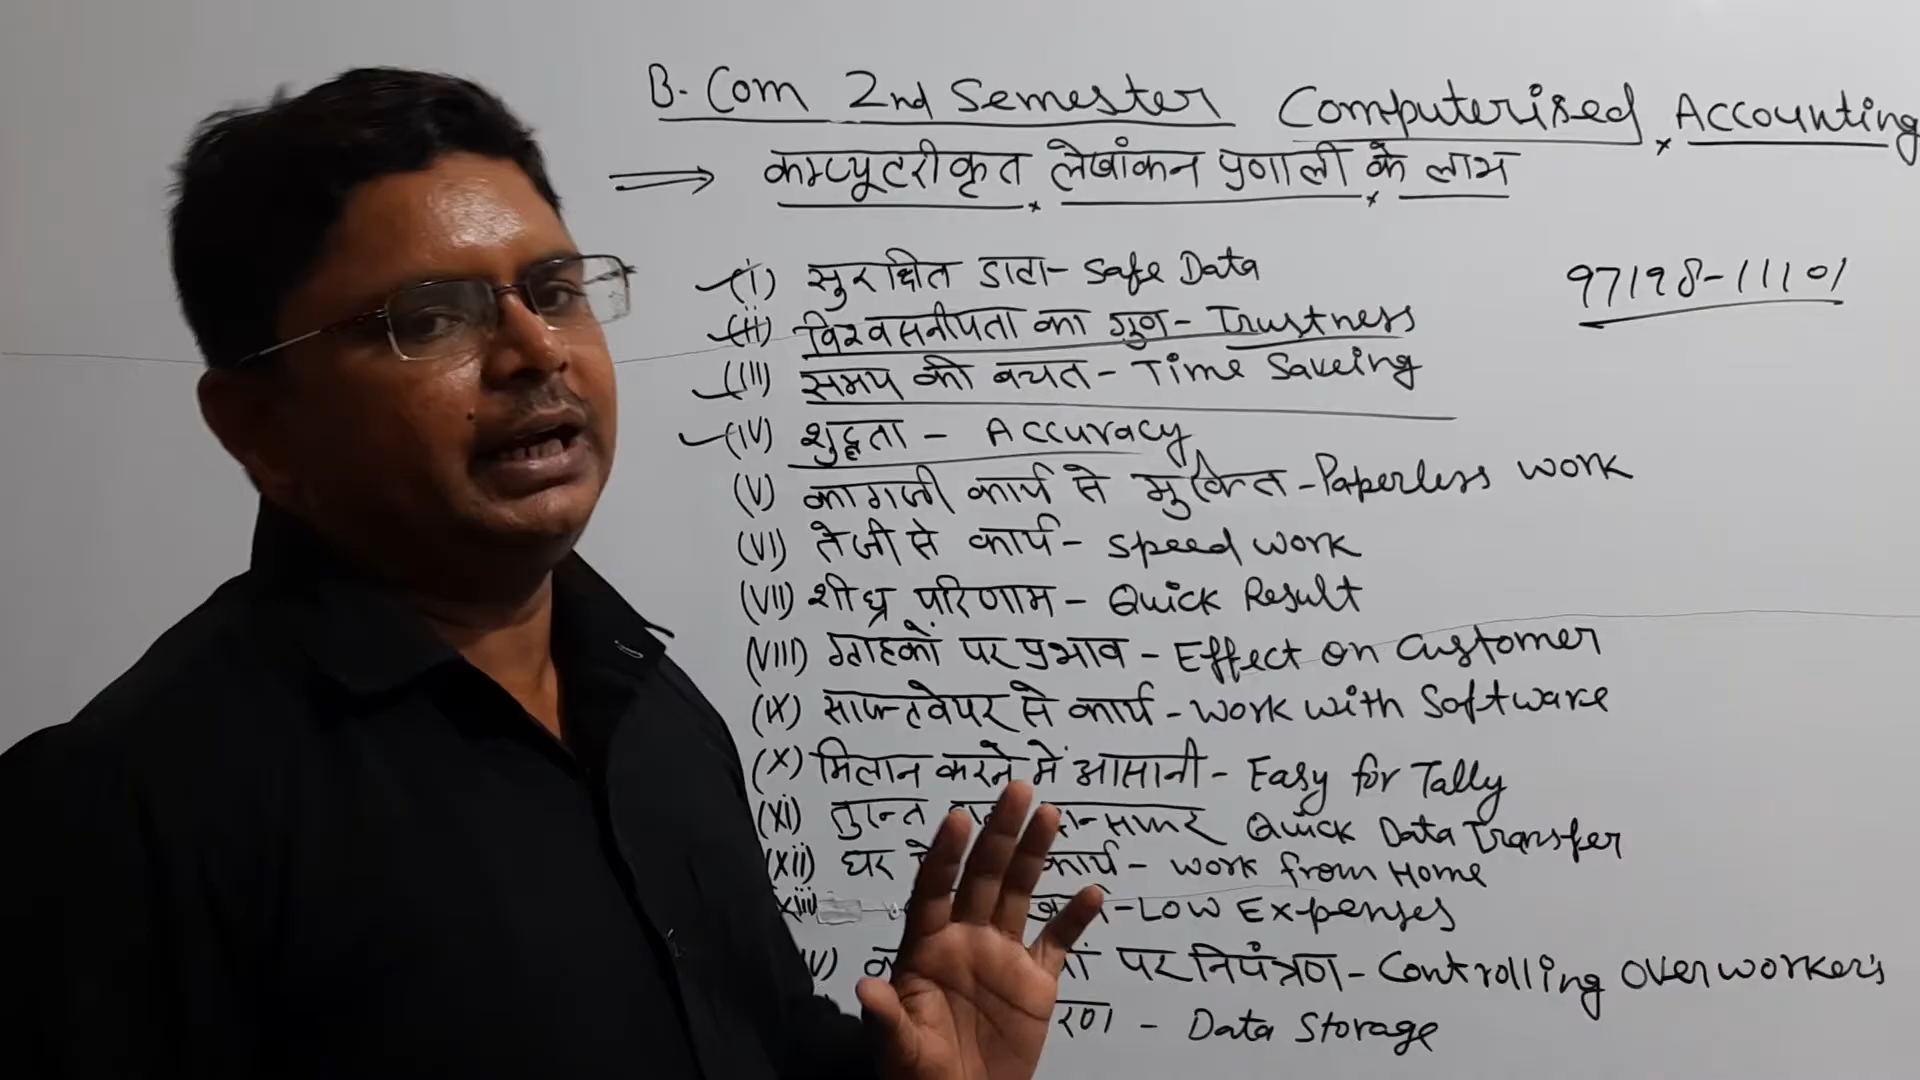 B. Com 2nd Semester Computerised Accounting
कम्प्यूटरीकृत लेखांकन प्रणाली के लाभ
(i) सुरक्षित डाटा - Safe Data
97198-11101
(ii) विश्वसनीयता का गुण - Trustness
(III) समय की बचत - Time Saveing
(IV) शुद्धता - Accuracy
(V) कागजी कार्य से मुक्ति - Paperless work
(VI) तेजी से कार्य - Speed work
(VII) शीघ्र परिणाम - Quick Result
(VIII) ग्राहकों पर प्रभाव - Effect on Customer
(IX) साफ्टवेयर से कार्य - Work with Software
(X) मिलान करने में आसानी - Easy for Tally
(XI) तुरन्त Quick Data Transfer
(XII) घर कार्य - Work from Home
XIII - Low Expenses
पर नियंत्रण - Controlling over workers
- Data Storage